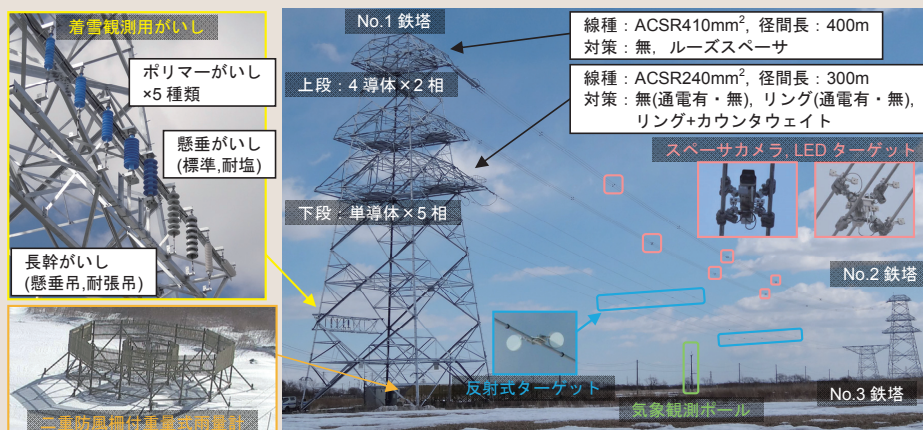 着雪観測用がいし
ポリマーがいし
×5種類
懸垂がいし
(標準,耐塩)
長幹がいし
(懸垂吊,耐張吊)
二重防風柵付重量式雨量計
No.1 鉄塔
線種：ACSR410mm², 径間長：400m
対策：無, ルーズスペーサ
上段：4導体×2相
線種：ACSR240mm², 径間長：300m
対策：無(通電有・無), リング(通電有・無),
リング+カウンタウェイト
スペーサカメラ, LEDターゲット
下段：単導体×5相
No.2 鉄塔
反射式ターゲット
気象観測ポール
No.3 鉄塔